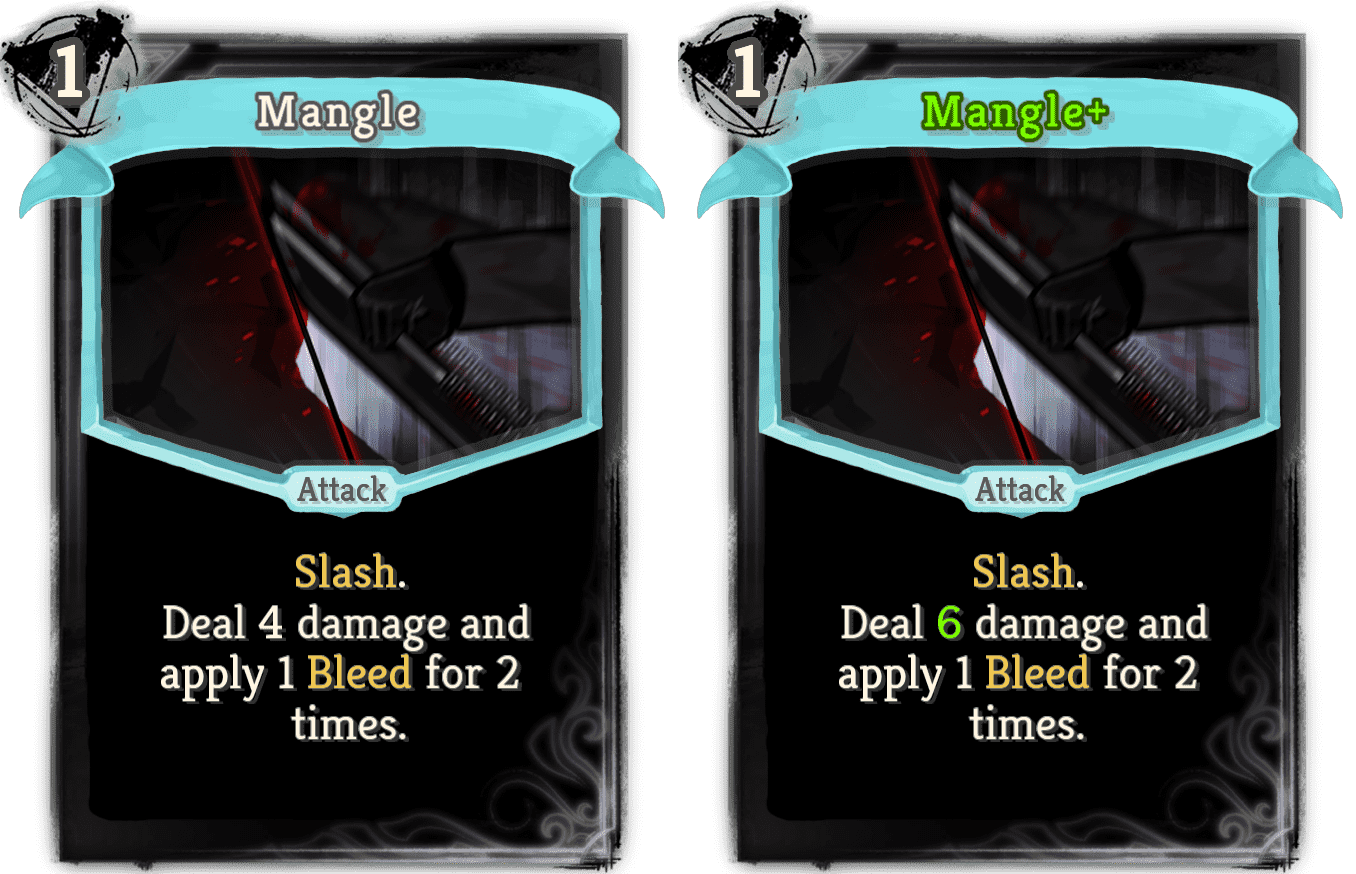 1
Mangle
Attack
Slash.
Deal 4 damage and
apply 1 Bleed for 2
times.
1
Mangle+
Attack
Slash.
Deal 6 damage and
apply 1 Bleed for 2
times.